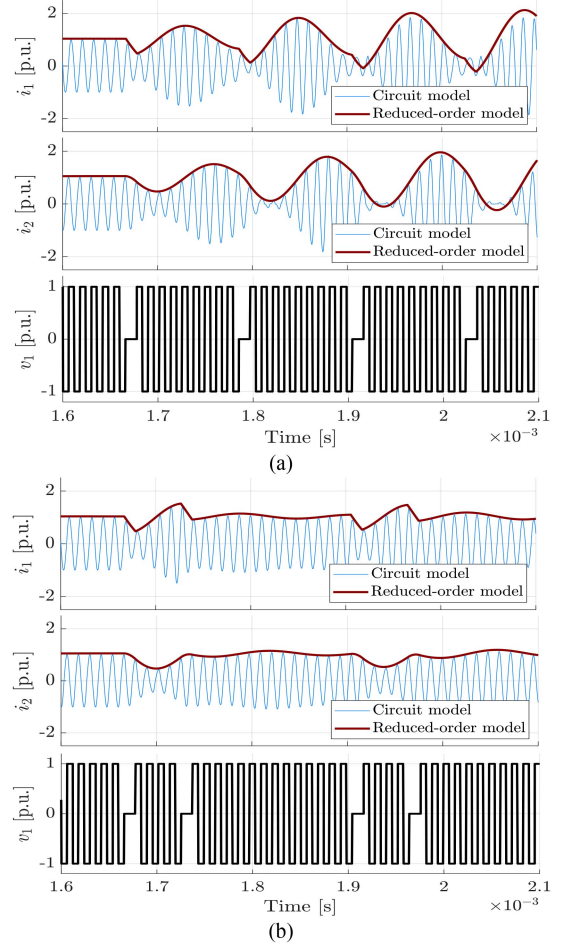 i₁ [p.u.]
2
0
-2
Circuit model
Reduced-order model
i₂ [p.u.]
2
0
-2
Circuit model
Reduced-order model
v₁ [p.u.]
1
0
-1
1.6 1.7 1.8 1.9 2 2.1
Time [s] ×10⁻³
(a)
i₁ [p.u.]
2
0
-2
Circuit model
Reduced-order model
i₂ [p.u.]
2
0
-2
Circuit model
Reduced-order model
v₁ [p.u.]
1
0
-1
1.6 1.7 1.8 1.9 2 2.1
Time [s] ×10⁻³
(b)